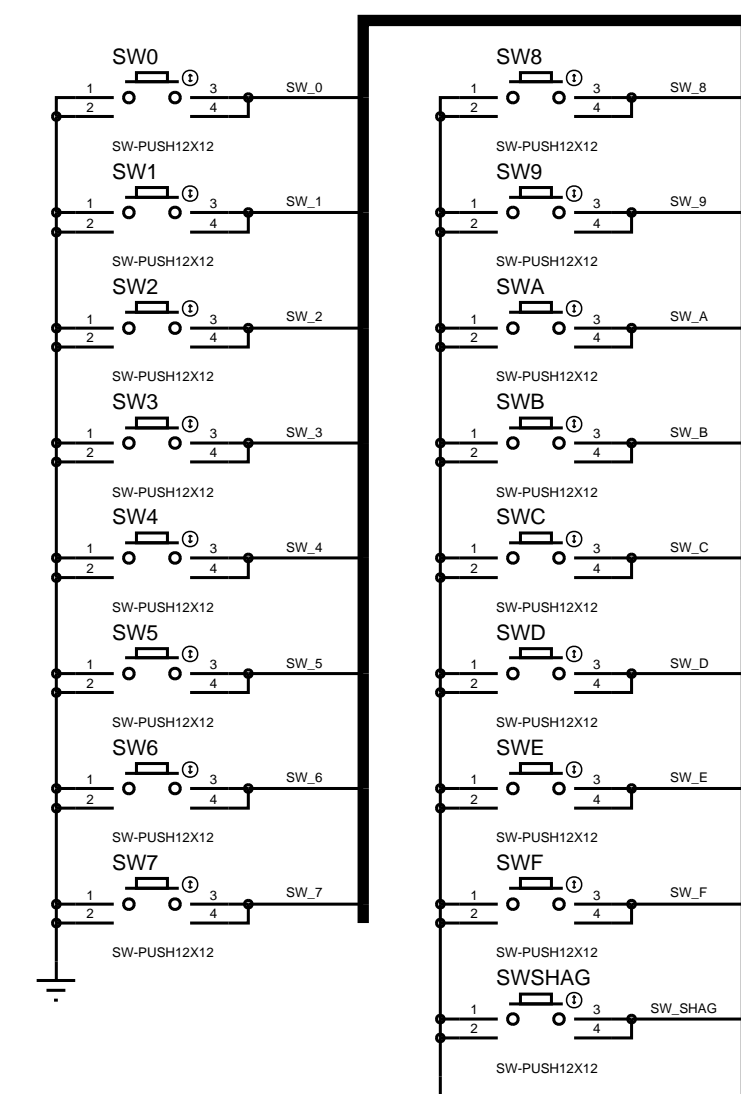 SW0
1 3 SW_0
2 4
SW-PUSH12X12
SW1
1 3 SW_1
2 4
SW-PUSH12X12
SW2
1 3 SW_2
2 4
SW-PUSH12X12
SW3
1 3 SW_3
2 4
SW-PUSH12X12
SW4
1 3 SW_4
2 4
SW-PUSH12X12
SW5
1 3 SW_5
2 4
SW-PUSH12X12
SW6
1 3 SW_6
2 4
SW-PUSH12X12
SW7
1 3 SW_7
2 4
SW-PUSH12X12
SW8
1 3 SW_8
2 4
SW-PUSH12X12
SW9
1 3 SW_9
2 4
SW-PUSH12X12
SWA
1 3 SW_A
2 4
SW-PUSH12X12
SWB
1 3 SW_B
2 4
SW-PUSH12X12
SWC
1 3 SW_C
2 4
SW-PUSH12X12
SWD
1 3 SW_D
2 4
SW-PUSH12X12
SWE
1 3 SW_E
2 4
SW-PUSH12X12
SWF
1 3 SW_F
2 4
SW-PUSH12X12
SWSHAG
1 3 SW_SHAG
2 4
SW-PUSH12X12